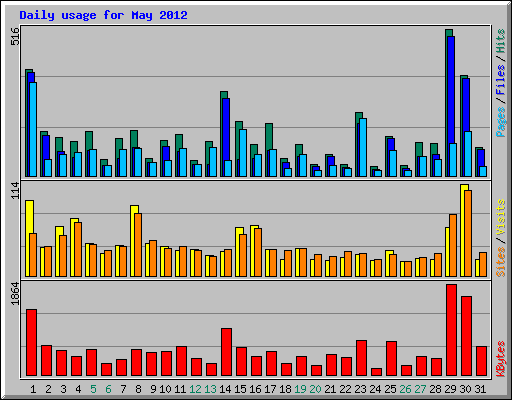 Daily usage for May 2012
516
Pages / Files / Hits
114
Sites / Visits
1864
KBytes
1 2 3 4 5 6 7 8 9 10 11 12 13 14 15 16 17 18 19 20 21 22 23 24 25 26 27 28 29 30 31